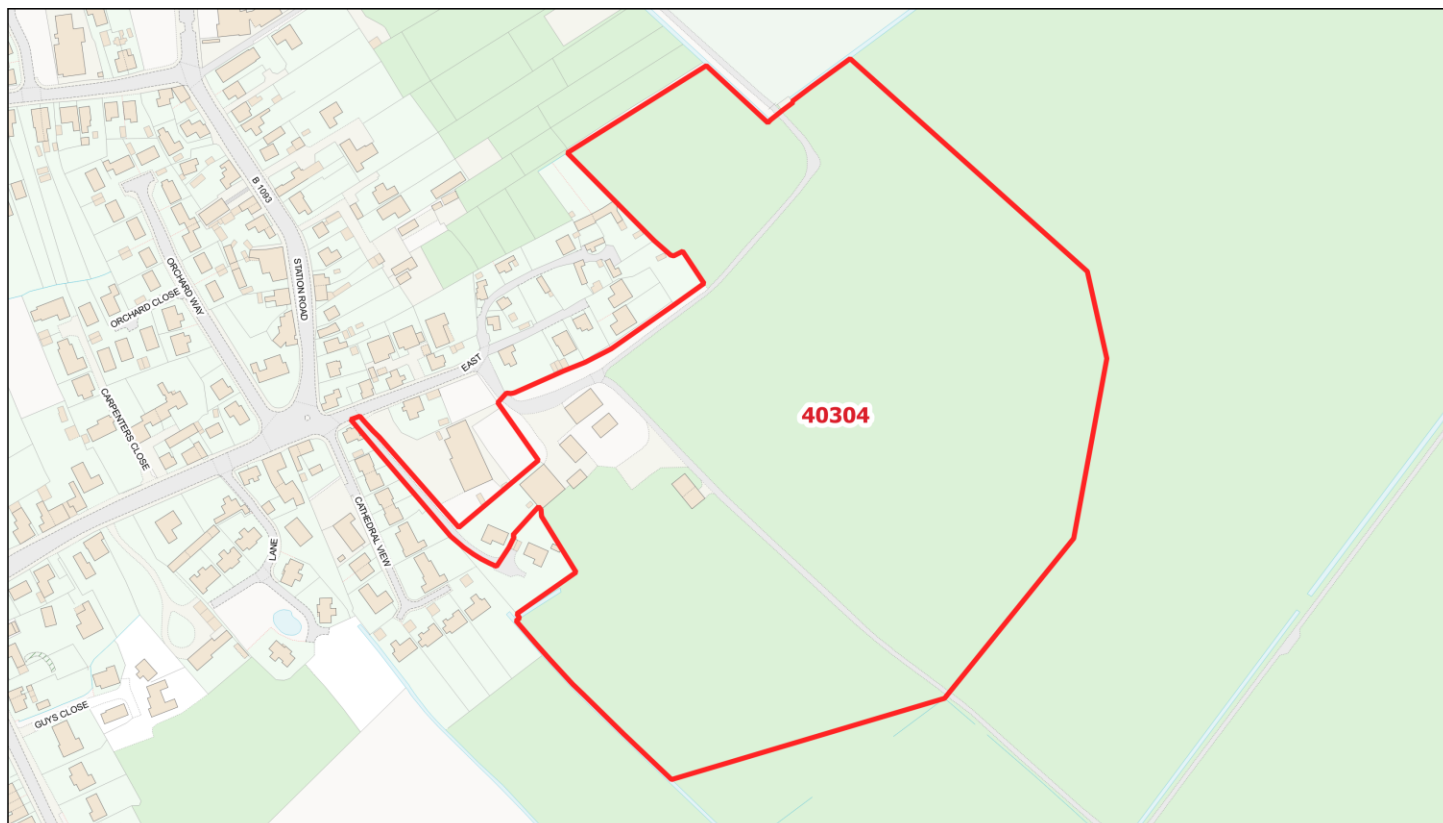 B 1093
STATION ROAD
ORCHARD WAY
ORCHARD CLOSE
CARPENTERS CLOSE
EAST
40304
CATHEDRAL VIEW
LANE
GUYS CLOSE